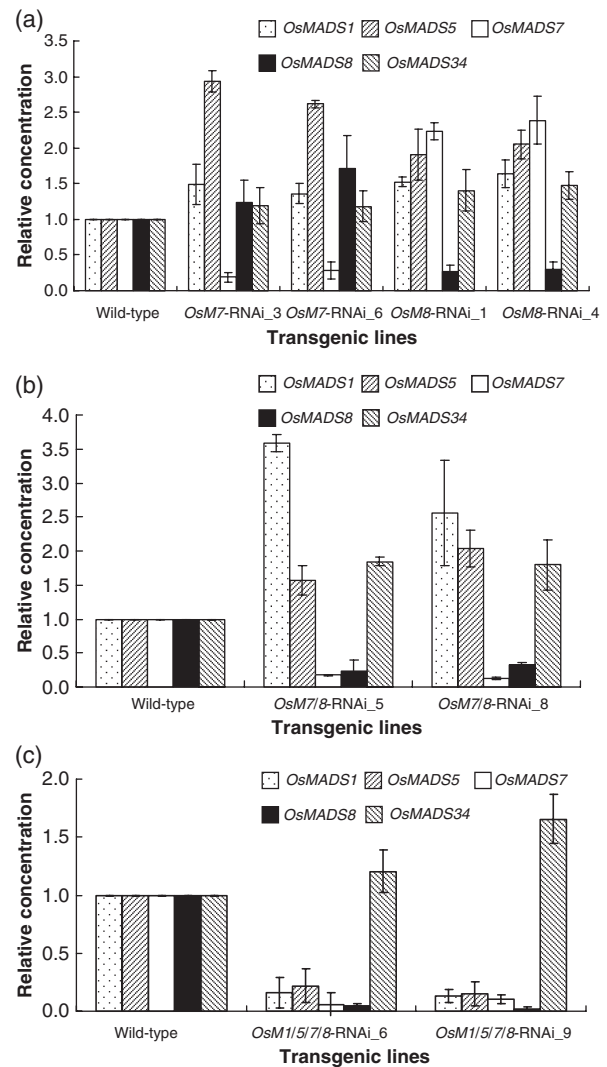 (a)
OsMADS1 OsMADS5 OsMADS7
OsMADS8 OsMADS34
Relative concentration
3.5
3.0
2.5
2.0
1.5
1.0
0.5
0.0
Wild-type OsM7-RNAi_3 OsM7-RNAi_6 OsM8-RNAi_1 OsM8-RNAi_4
Transgenic lines
(b)
OsMADS1 OsMADS5 OsMADS7
OsMADS8 OsMADS34
Relative concentration
4.0
3.5
3.0
2.5
2.0
1.5
1.0
0.5
0.0
Wild-type OsM7/8-RNAi_5 OsM7/8-RNAi_8
Transgenic lines
(c)
OsMADS1 OsMADS5 OsMADS7
OsMADS8 OsMADS34
Relative concentration
2.0
1.5
1.0
0.5
0.0
Wild-type OsM1/5/7/8-RNAi_6 OsM1/5/7/8-RNAi_9
Transgenic lines